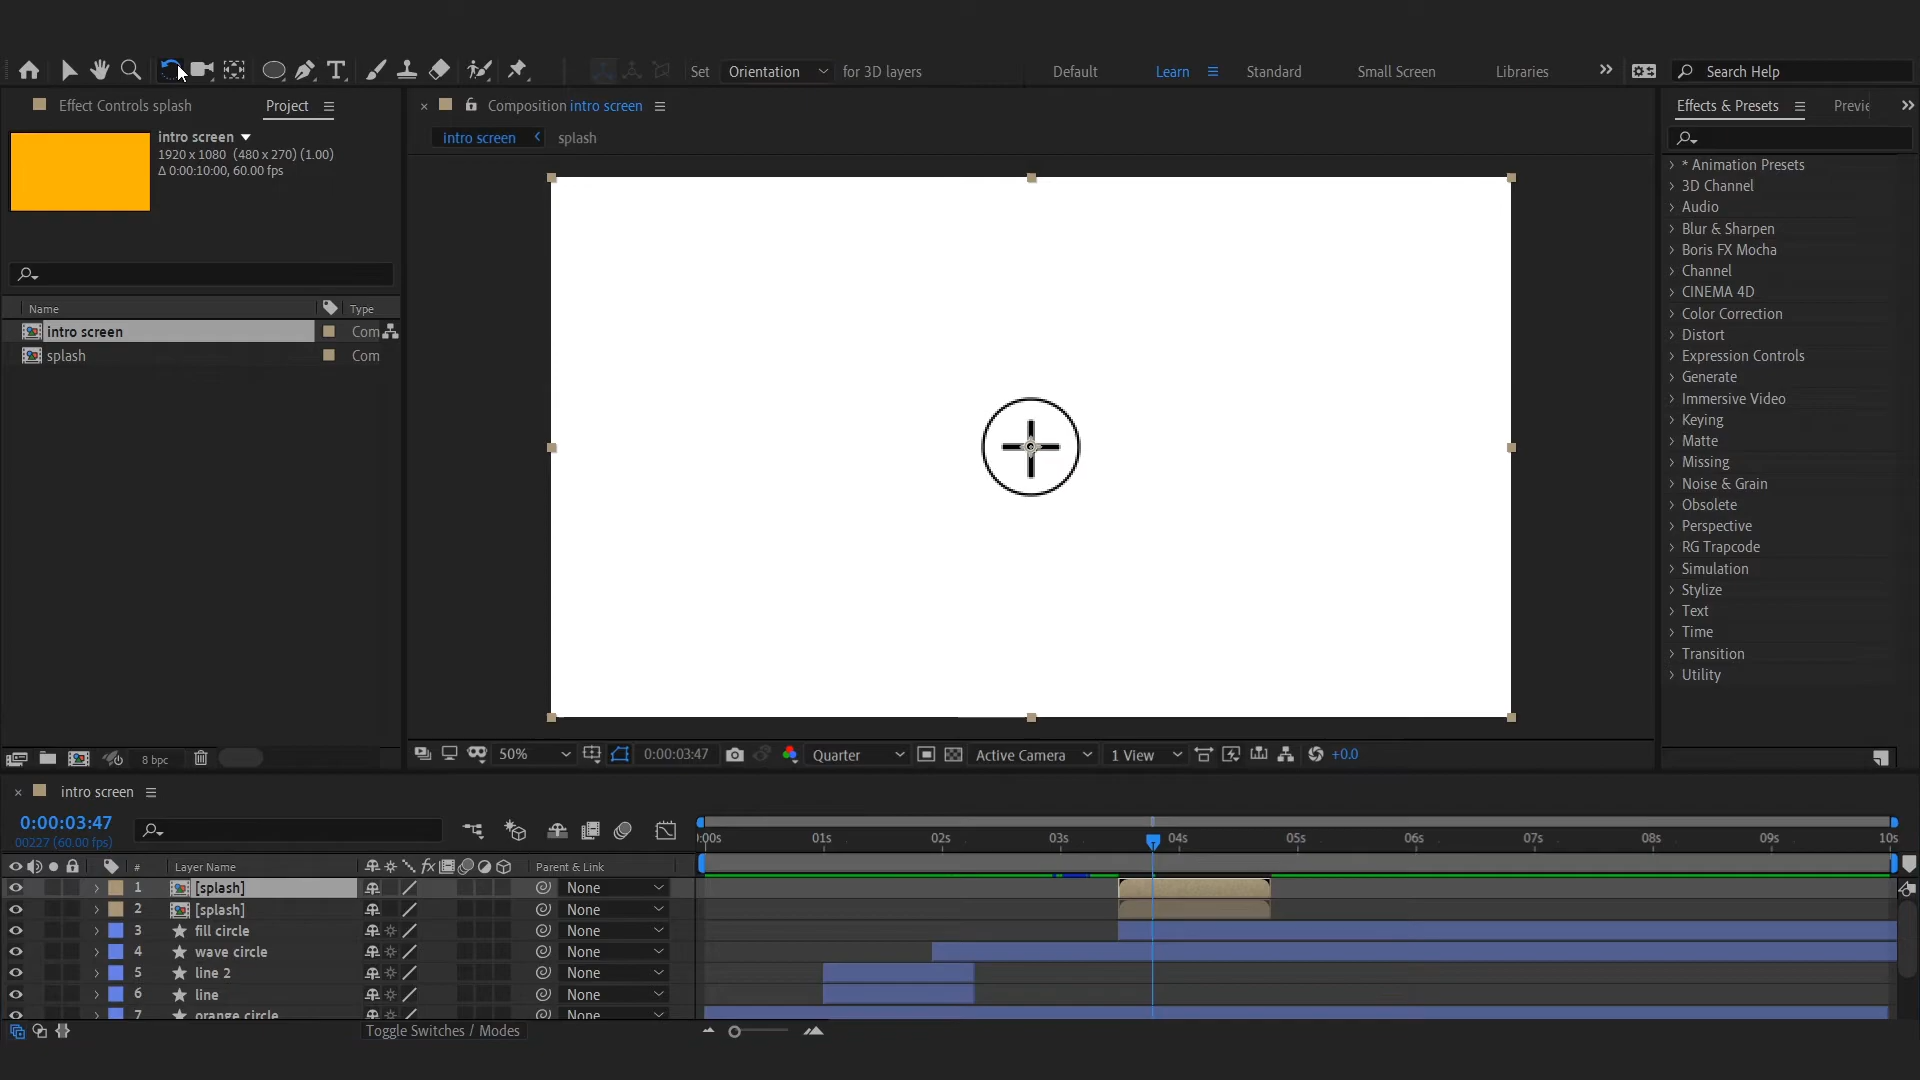 Set Orientation for 3D layers Default Learn Standard Small Screen Libraries Search Help
Effect Controls splash Project
intro screen
1920 x 1080 (480 x 270) (1.00)
Δ 0:00:10:00, 60.00 fps
Name Type
intro screen Com
splash Com
8 bpc
Composition intro screen
intro screen splash
50% 0:00:03:47 Quarter Active Camera 1 View +0.0
Effects & Presets Previe
* Animation Presets
3D Channel
Audio
Blur & Sharpen
Boris FX Mocha
Channel
CINEMA 4D
Color Correction
Distort
Expression Controls
Generate
Immersive Video
Keying
Matte
Missing
Noise & Grain
Obsolete
Perspective
RG Trapcode
Simulation
Stylize
Text
Time
Transition
Utility
intro screen
0:00:03:47
00227 (60.00 fps)
:00s 01s 02s 03s 04s 05s 06s 07s 08s 09s 10s
# Layer Name Parent & Link
1 [splash] None
2 [splash] None
3 fill circle None
4 wave circle None
5 line 2 None
6 line None
7 orange circle None
Toggle Switches / Modes